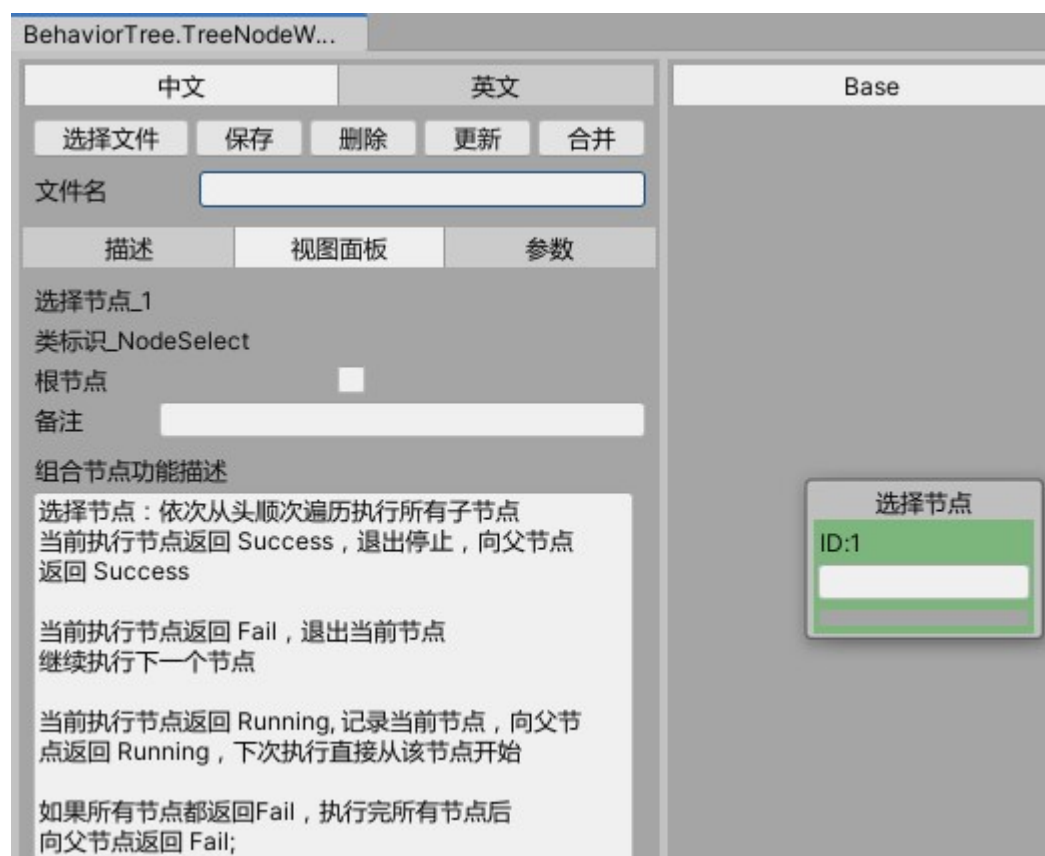 BehaviorTree.TreeNodeW...
中文 英文
选择文件 保存 删除 更新 合并
文件名
描述 视图面板 参数
选择节点_1
类标识_NodeSelect
根节点
备注
组合节点功能描述
选择节点：依次从头顺次遍历执行所有子节点
当前执行节点返回 Success，退出停止，向父节点
返回 Success
当前执行节点返回 Fail，退出当前节点
继续执行下一个节点
当前执行节点返回 Running, 记录当前节点，向父节
点返回 Running，下次执行直接从该节点开始
如果所有节点都返回Fail，执行完所有节点后
向父节点返回 Fail;
Base
选择节点
ID:1